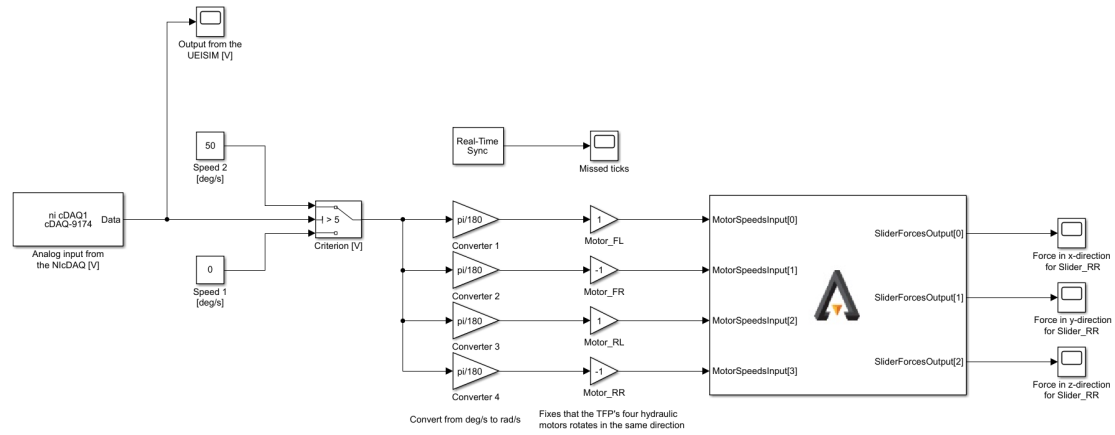 Output from the
UEISIM [V]
50
Speed 2
[deg/s]
Real-Time
Sync
Missed ticks
ni cDAQ1
cDAQ-9174
Data
Analog input from
the NIcDAQ [V]
> 5
Criterion [V]
0
Speed 1
[deg/s]
pi/180
Converter 1
1
Motor_FL
pi/180
Converter 2
-1
Motor_FR
pi/180
Converter 3
1
Motor_RL
pi/180
Converter 4
-1
Motor_RR
MotorSpeedsInput[0]
MotorSpeedsInput[1]
MotorSpeedsInput[2]
MotorSpeedsInput[3]
SliderForcesOutput[0]
SliderForcesOutput[1]
SliderForcesOutput[2]
Force in x-direction
for Slider_RR
Force in y-direction
for Slider_RR
Force in z-direction
for Slider_RR
Convert from deg/s to rad/s
Fixes that the TFP's four hydraulic
motors rotates in the same direction